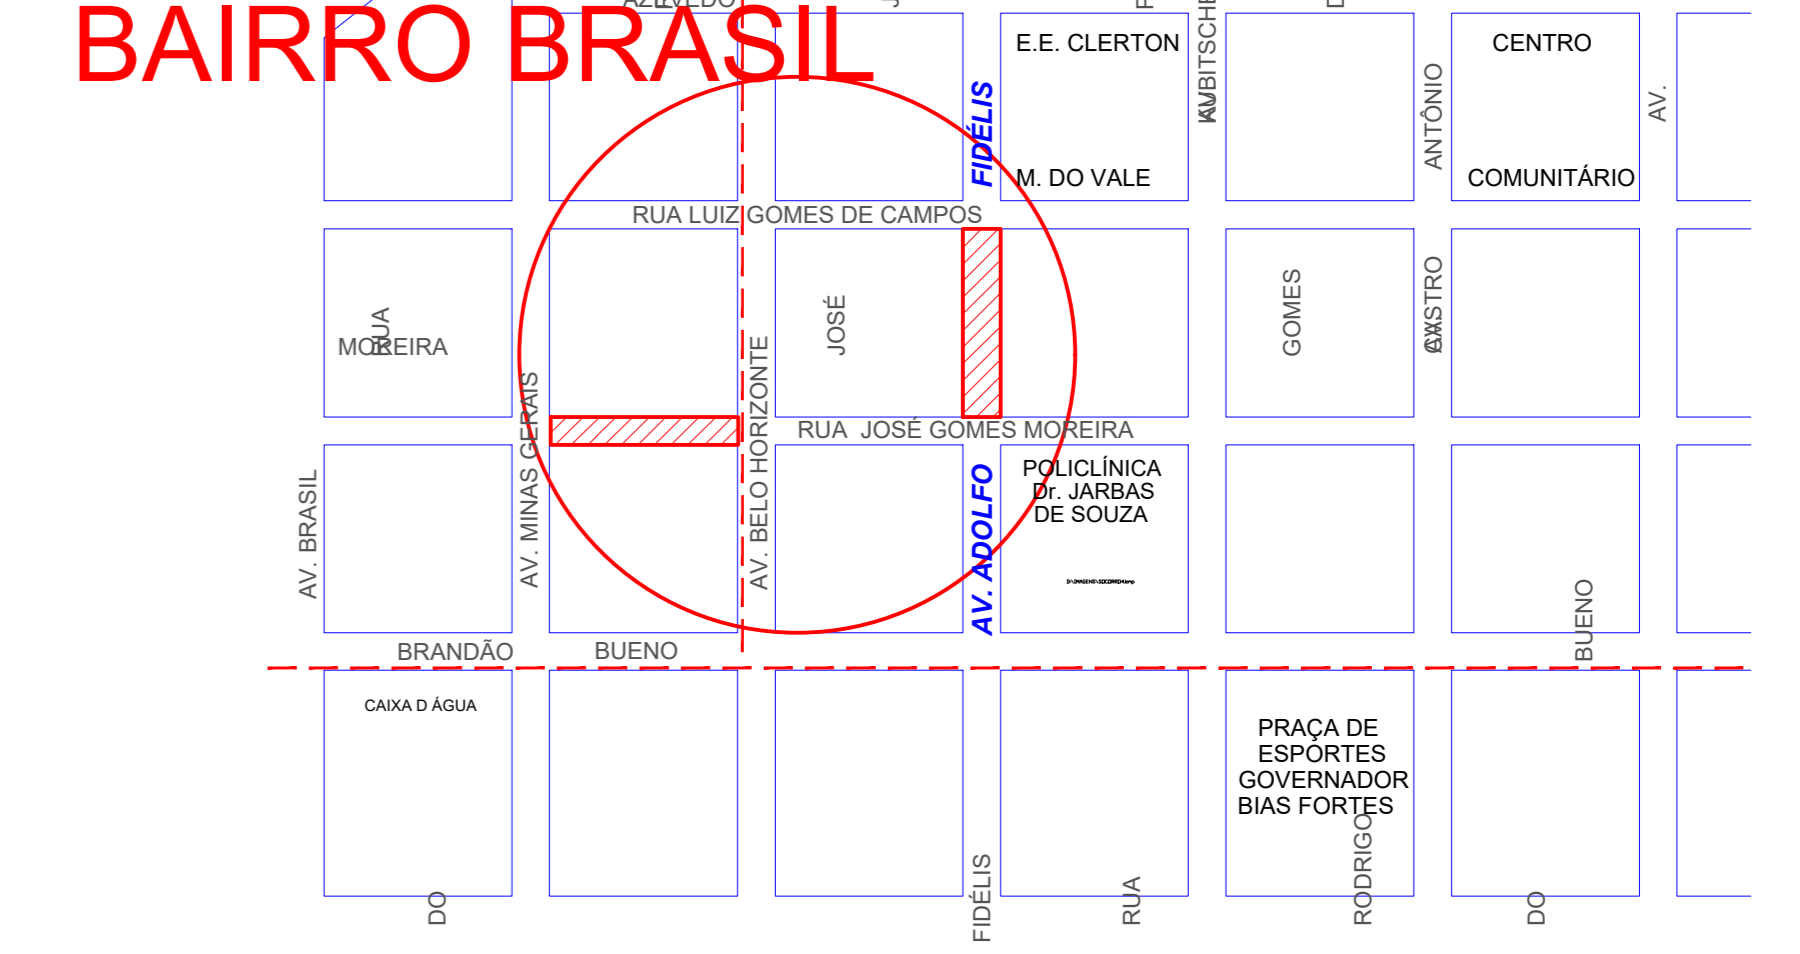 AZEVEDO
BAIRRO BRASIL
E.E. CLERTON
CENTRO
FIDÉLIS
ANTÔNIO
AV.
M. DO VALE
COMUNITÁRIO
RUA LUIZ GOMES DE CAMPOS
RUA
MOREIRA
JOSÉ
GOMES
CASTRO
AV. MINAS GERAIS
AV. BELO HORIZONTE
RUA JOSÉ GOMES MOREIRA
AV. BRASIL
AV. ADOLFO
POLICLÍNICA
Dr. JARBAS
DE SOUZA
BUENO
BRANDÃO
BUENO
CAIXA D ÁGUA
PRAÇA DE
ESPORTES
GOVERNADOR
BIAS FORTES
RODRIGO
DO
FIDÉLIS
RUA
DO